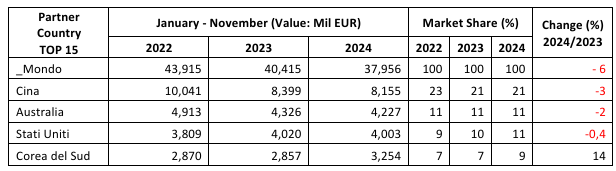 Partner Country TOP 15 January - November (Value: Mil EUR) Market Share (%) Change (%) 2024/2023
2022 2023 2024 2022 2023 2024
_Mondo 43,915 40,415 37,956 100 100 100 - 6
Cina 10,041 8,399 8,155 23 21 21 -3
Australia 4,913 4,326 4,227 11 11 11 -2
Stati Uniti 3,809 4,020 4,003 9 10 11 -0,4
Corea del Sud 2,870 2,857 3,254 7 7 9 14